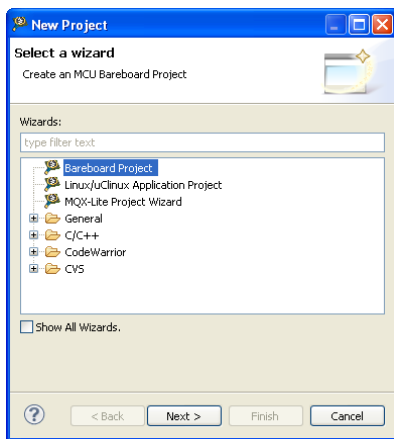 New Project
Select a wizard
Create an MCU Bareboard Project
Wizards:
type filter text
Bareboard Project
Linux/uClinux Application Project
MQX-Lite Project Wizard
General
C/C++
CodeWarrior
CVS
Show All Wizards.
? < Back Next > Finish Cancel